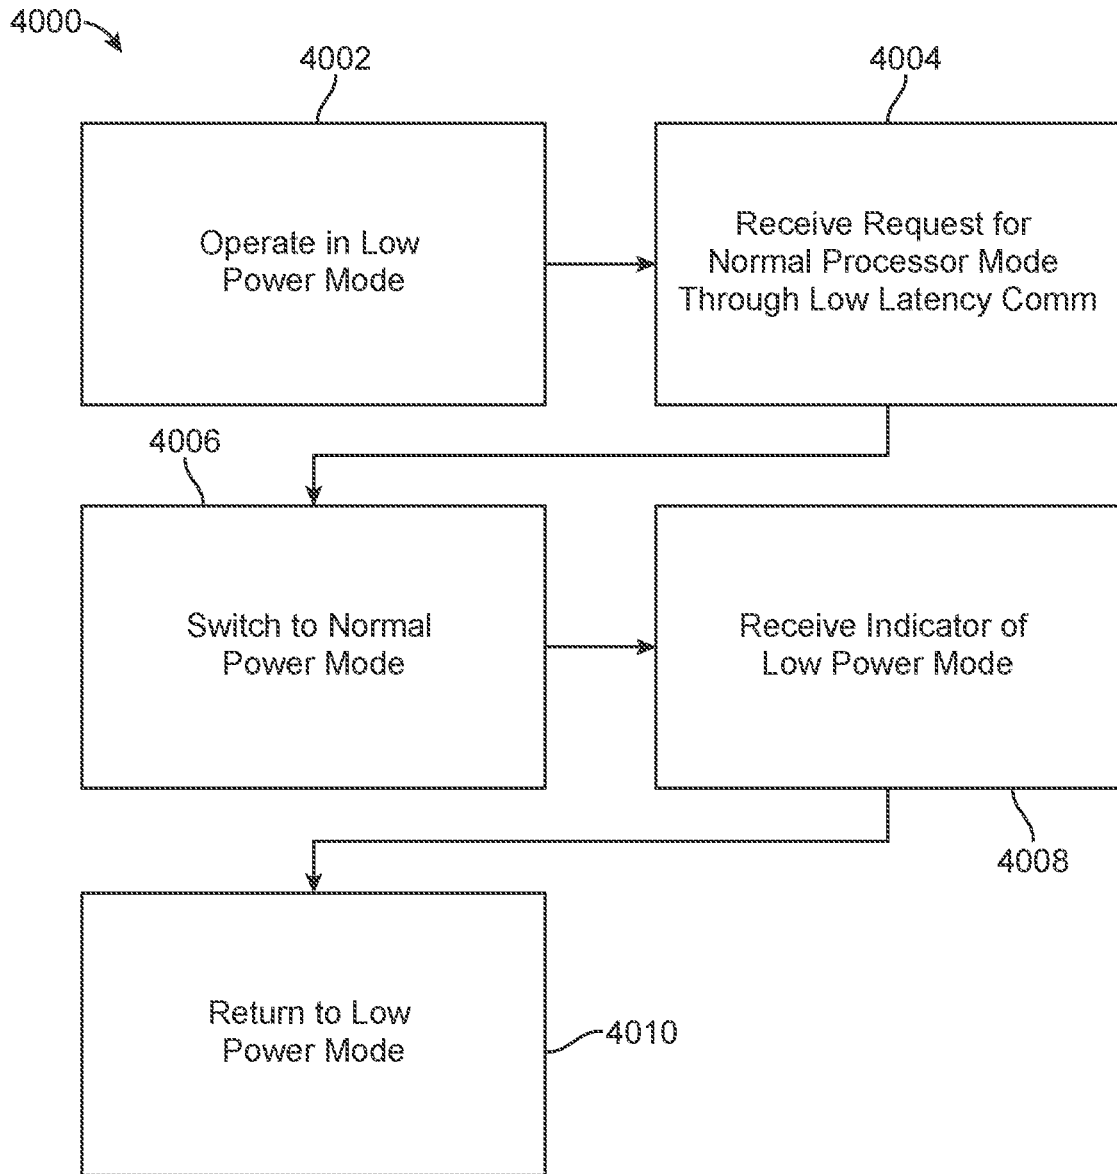 4000
4002
4004
Operate in Low
Power Mode
Receive Request for
Normal Processor Mode
Through Low Latency Comm
4006
Switch to Normal
Power Mode
Receive Indicator of
Low Power Mode
4008
Return to Low
Power Mode
4010